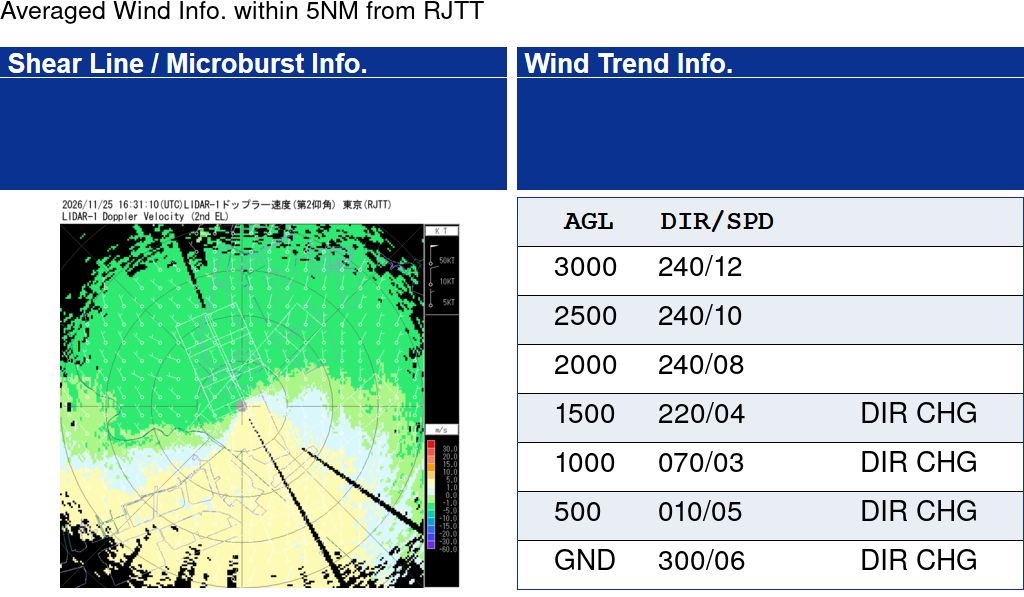 Averaged Wind Info. within 5NM from RJTT
Shear Line / Microburst Info.
Wind Trend Info.
2026/11/25 16:31:10(UTC)LIDAR-1ドップラー速度(第2仰角) 東京(RJTT)
LIDAR-1 Doppler Velocity (2nd EL)
K T
50KT
10KT
5KT
m/s
30.0
20.0
15.0
10.0
5.0
1.0
0.0
-1.0
-5.0
-10.0
-15.0
-20.0
-30.0
-60.0
AGL DIR/SPD
3000 240/12
2500 240/10
2000 240/08
1500 220/04 DIR CHG
1000 070/03 DIR CHG
500 010/05 DIR CHG
GND 300/06 DIR CHG